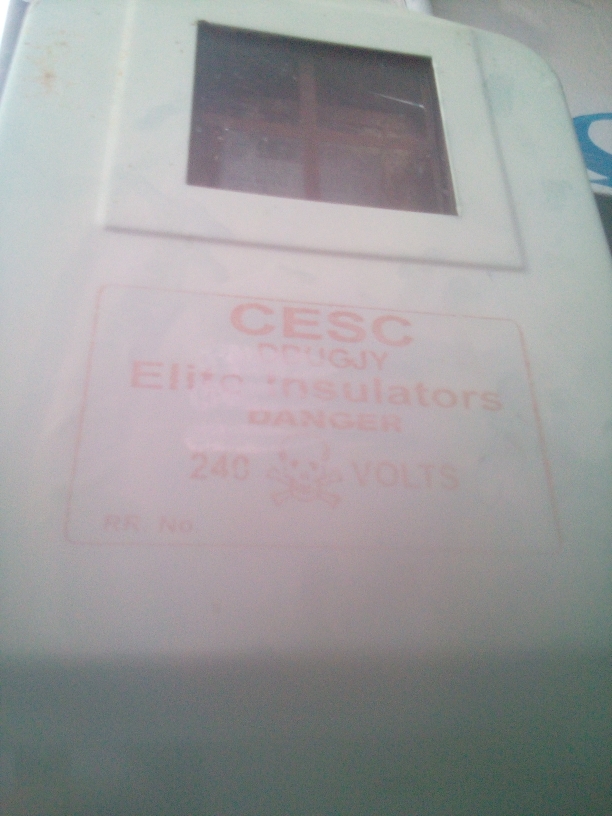 CESC
DDUGJY
Elite Insulators
DANGER
240 VOLTS
RR No